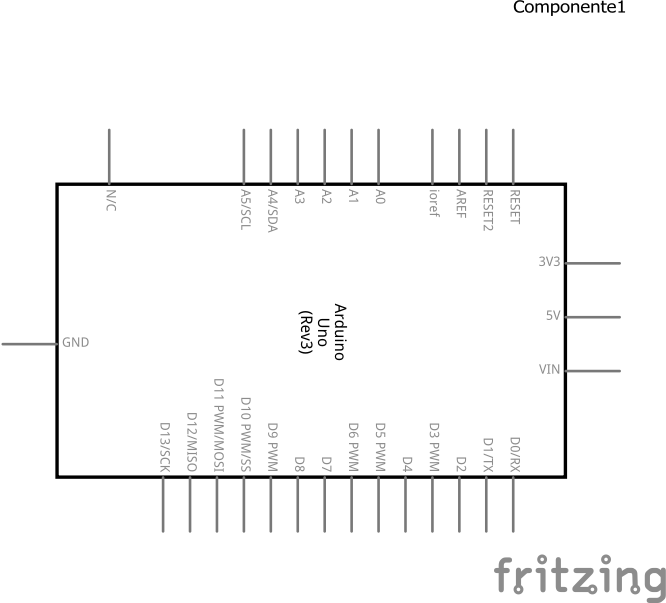 Componente1
N/C
A5/SCL
A4/SDA
A3
A2
A1
A0
ioref
AREF
RESET2
RESET
3V3
5V
VIN
GND
Arduino
Uno
(Rev3)
D13/SCK
D12/MISO
D11 PWM/MOSI
D10 PWM/SS
D9 PWM
D8
D7
D6 PWM
D5 PWM
D4
D3 PWM
D2
D1/TX
D0/RX
fritzing